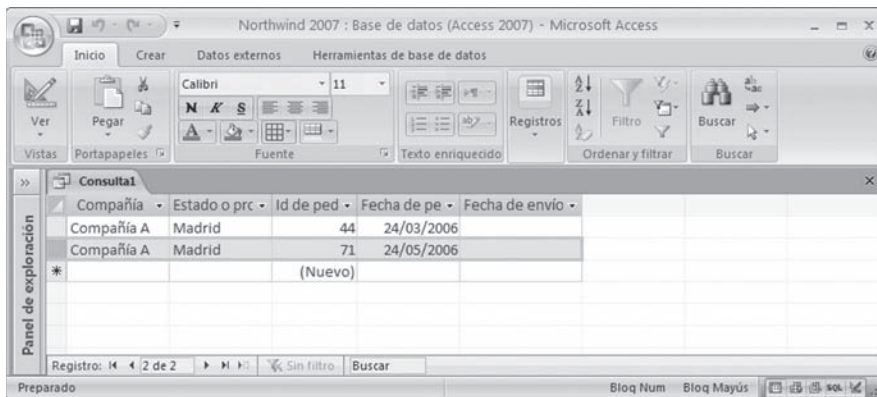 Northwind 2007 : Base de datos (Access 2007) - Microsoft Access
Inicio Crear Datos externos Herramientas de base de datos
Calibri 11
N K S
A
Ver Pegar Registros Filtro Buscar
Vistas Portapapeles Fuente Texto enriquecido Ordenar y filtrar Buscar
Consulta1
Compañía Estado o prc Id de ped Fecha de pe Fecha de envío
Compañía A Madrid 44 24/03/2006
Compañía A Madrid 71 24/05/2006
(Nuevo)
Panel de exploración
Registro: 2 de 2 Sin filtro Buscar
Preparado Bloq Num Bloq Mayús SQL